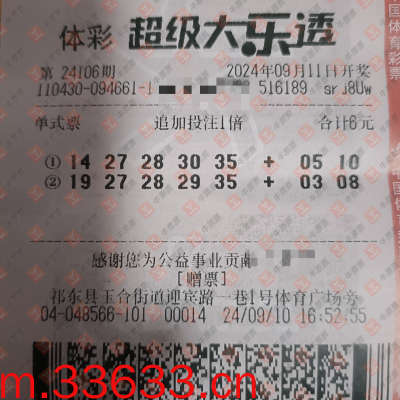 体彩 超级大乐透
第 24106期 2024年09月11日开奖
110430-094661-1 516189 srJ8Uw
单式票 追加投注1倍 合计6元
① 14 27 28 30 35 + 05 10
② 19 27 28 29 35 + 03 08
感谢您为公益事业贡献
[赠票]
祁东县玉合街道迎宾路一巷1号体育广场旁
04-048566-101 00014 24/09/10 16:52:55
m.33633.cn
国体育彩票